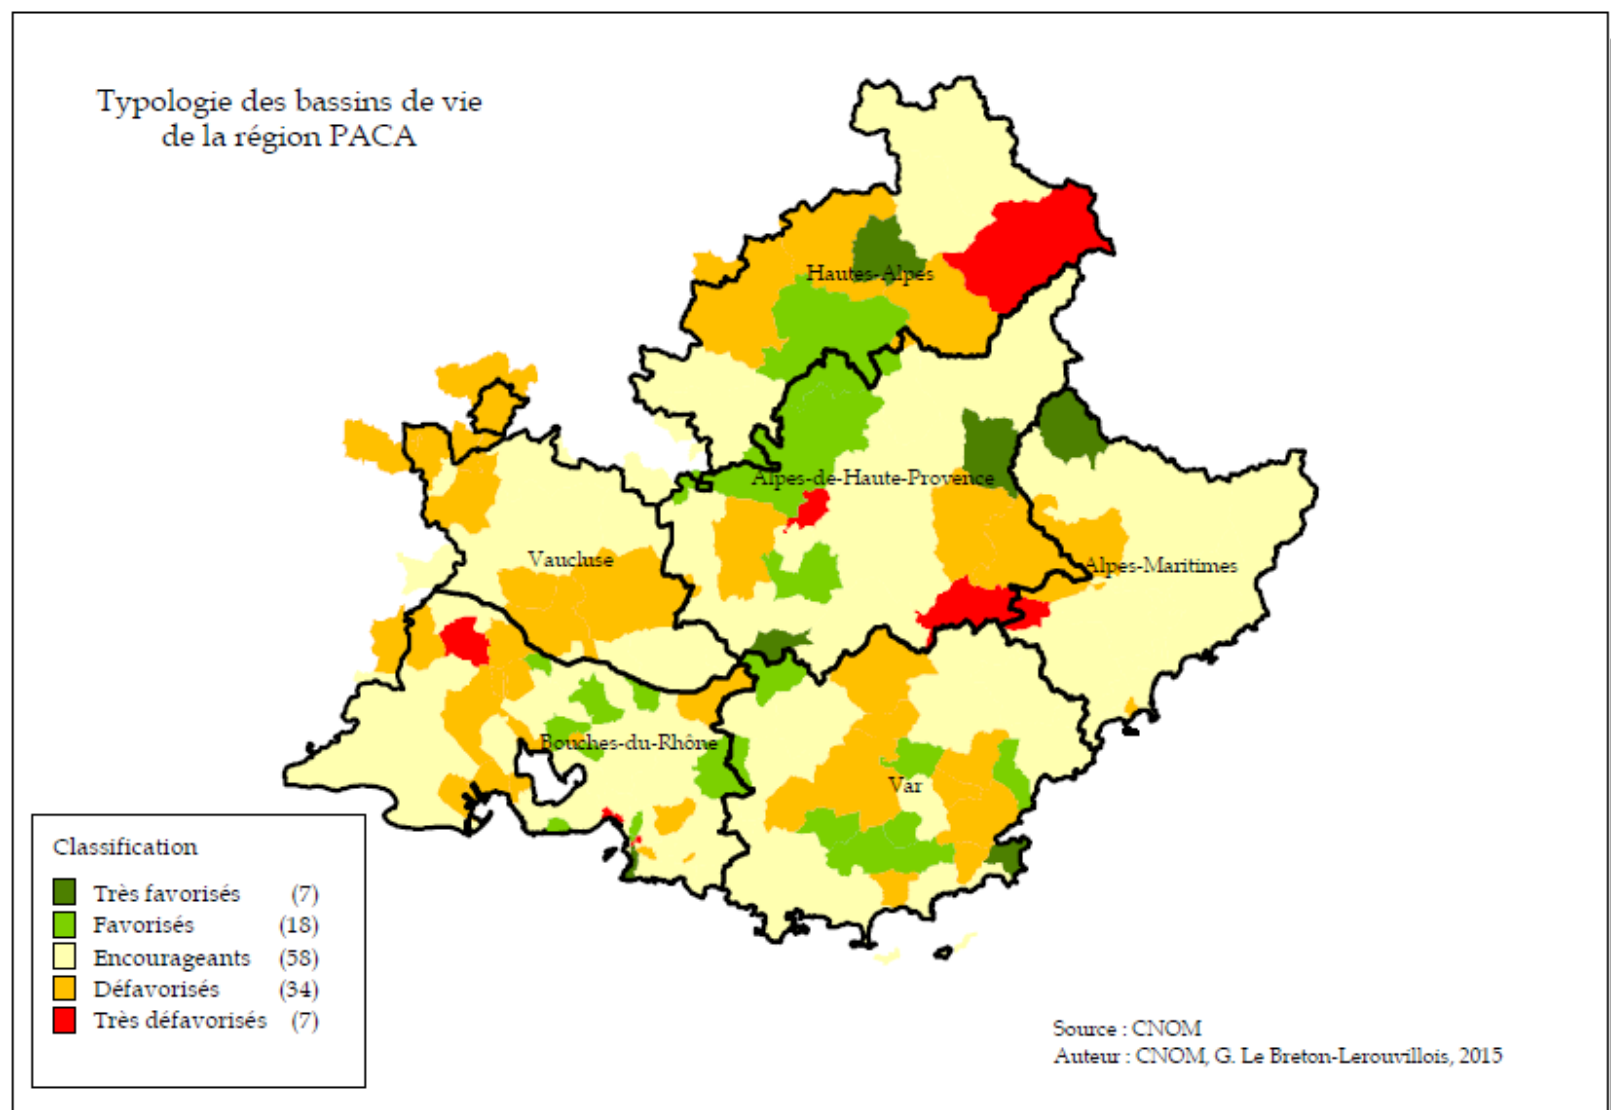 Typologie des bassins de vie
de la région PACA
Hautes-Alpes
Alpes-de-Haute-Provence
Vaucluse
Alpes-Maritimes
Bouches-du-Rhône
Var
Classification
Très favorisés (7)
Favorisés (18)
Encourageants (58)
Défavorisés (34)
Très défavorisés (7)
Source : CNOM
Auteur : CNOM, G. Le Breton-Lerouvillois, 2015